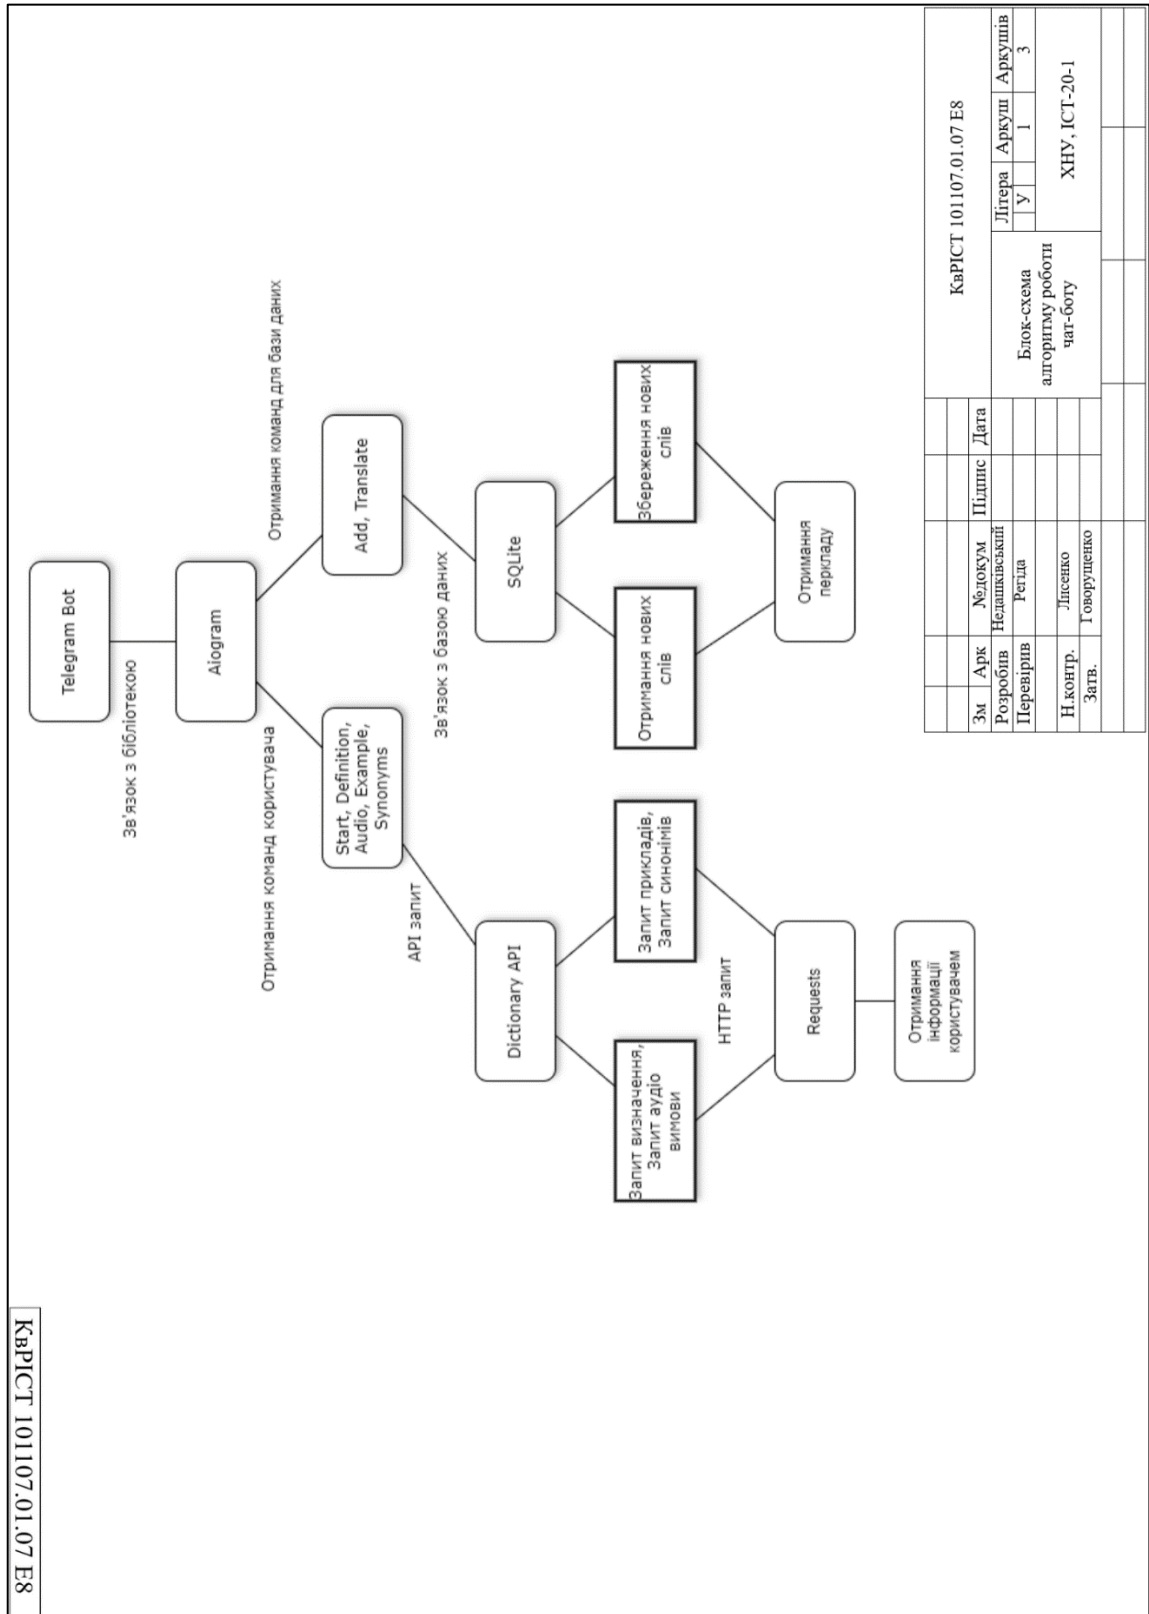 КвРІСТ 101107.01.07 Е8
Telegram Bot
Зв'язок з бібліотекою
Aiogram
Отримання команд користувача
Отримання команд для бази даних
Start, Definition,
Audio, Example,
Synonyms
Add, Translate
API запит
Зв'язок з базою даних
Dictionary API
SQLite
Запит визначення,
Запит аудіо
вимови
Запит прикладів,
Запит синонімів
Отримання нових
слів
Збереження нових
слів
HTTP запит
Requests
Отримання
перкладу
Отримання
інформації
користувачем
КвРІСТ 101107.01.07 Е8
Зм Арк №докум Підпис Дата
Розробив Недашківський
Перевірив Регіда
Н.контр. Лисенко
Затв. Говорущенко
Блок-схема
алгоритму роботи
чат-боту
Літера Аркуш Аркушів
У 1 3
ХНУ, ІСТ-20-1